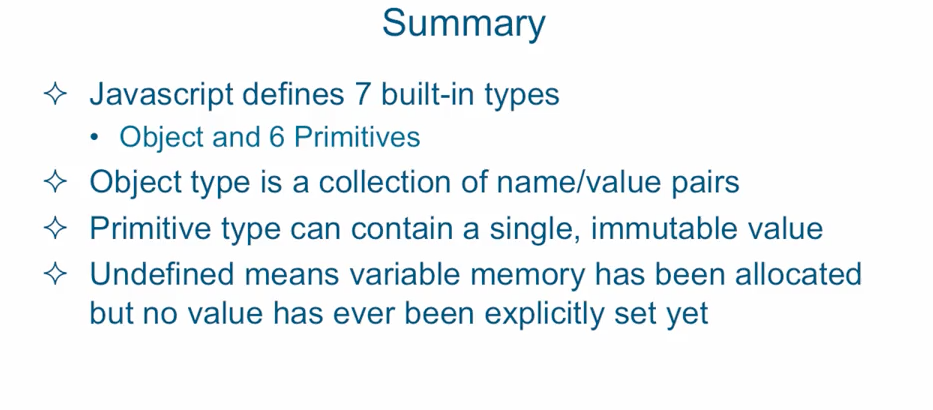 Summary
Javascript defines 7 built-in types
Object and 6 Primitives
Object type is a collection of name/value pairs
Primitive type can contain a single, immutable value
Undefined means variable memory has been allocated
but no value has ever been explicitly set yet